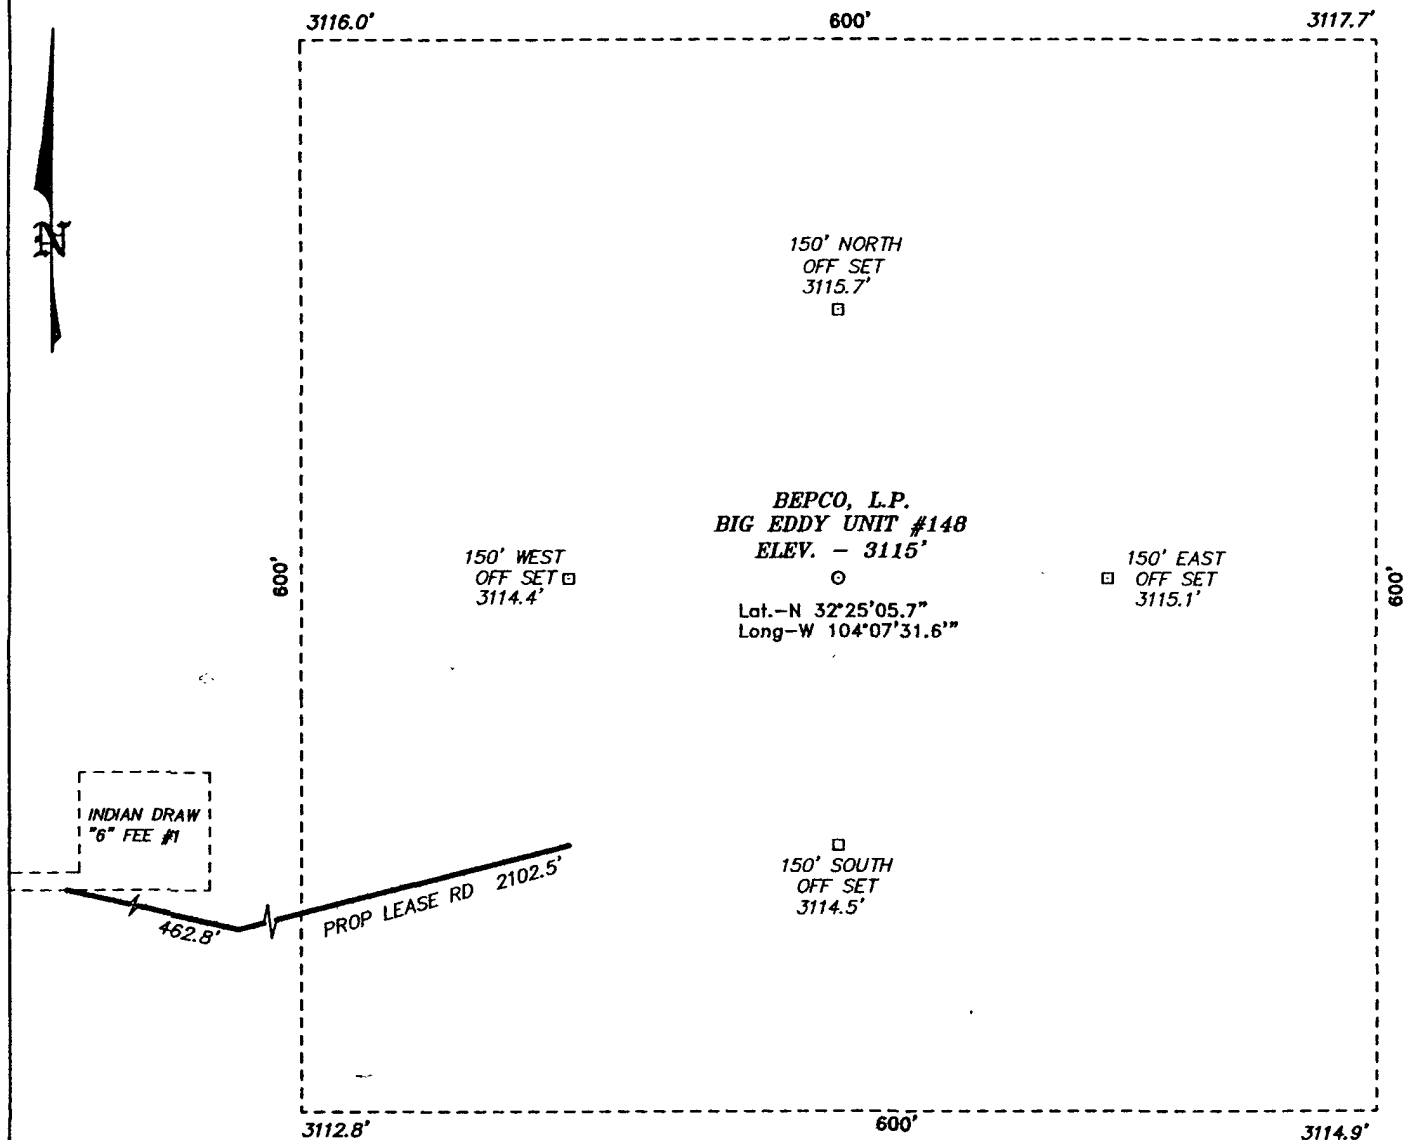 3116.0' 600' 3117.7'
N
150' NORTH
OFF SET
3115.7'
BEPCO, L.P.
BIG EDDY UNIT #148
ELEV. - 3115'
Lat.-N 32°25'05.7"
Long-W 104°07'31.6'"
600'
150' WEST
OFF SET
3114.4'
150' EAST
OFF SET
3115.1'
600'
INDIAN DRAW
"6" FEE #1
462.8'
PROP LEASE RD 2102.5'
150' SOUTH
OFF SET
3114.5'
3112.8' 600' 3114.9'